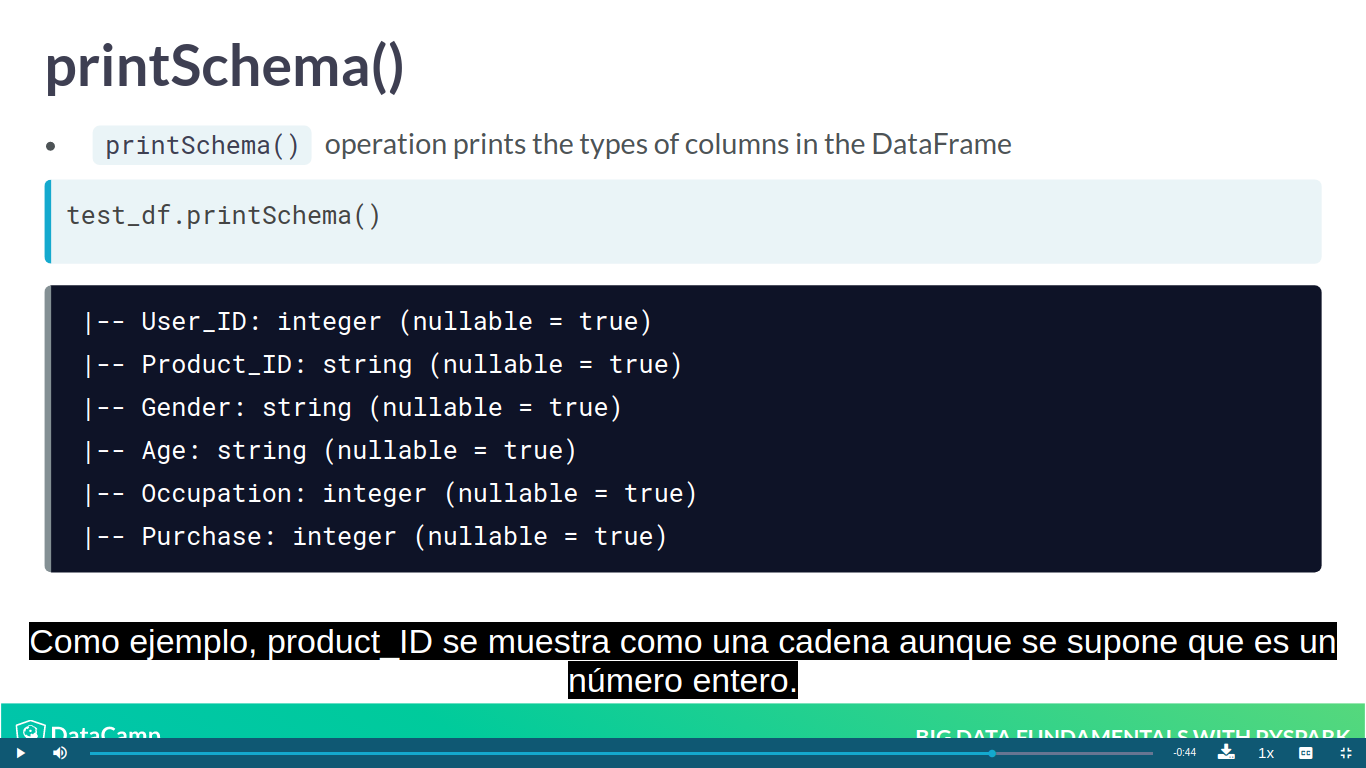 printSchema()
• printSchema() operation prints the types of columns in the DataFrame
test_df.printSchema()
|-- User_ID: integer (nullable = true)
|-- Product_ID: string (nullable = true)
|-- Gender: string (nullable = true)
|-- Age: string (nullable = true)
|-- Occupation: integer (nullable = true)
|-- Purchase: integer (nullable = true)
Como ejemplo, product_ID se muestra como una cadena aunque se supone que es un
número entero.
DataCamp BIG DATA FUNDAMENTALS WITH PYSPARK
-0:44 1x CC